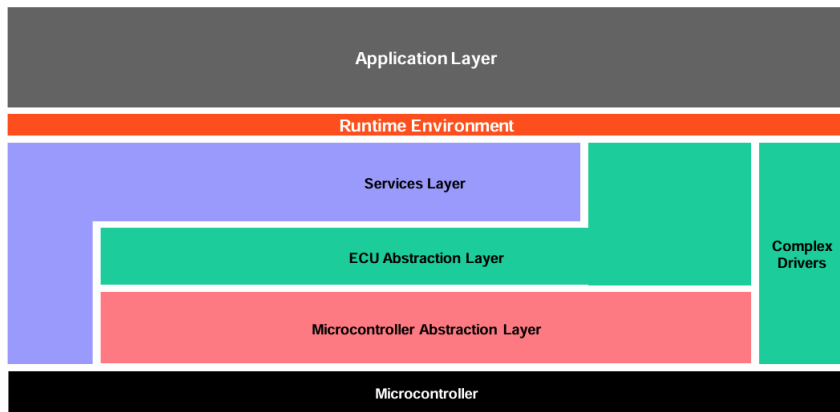 Application Layer
Runtime Environment
Services Layer
ECU Abstraction Layer
Complex
Drivers
Microcontroller Abstraction Layer
Microcontroller